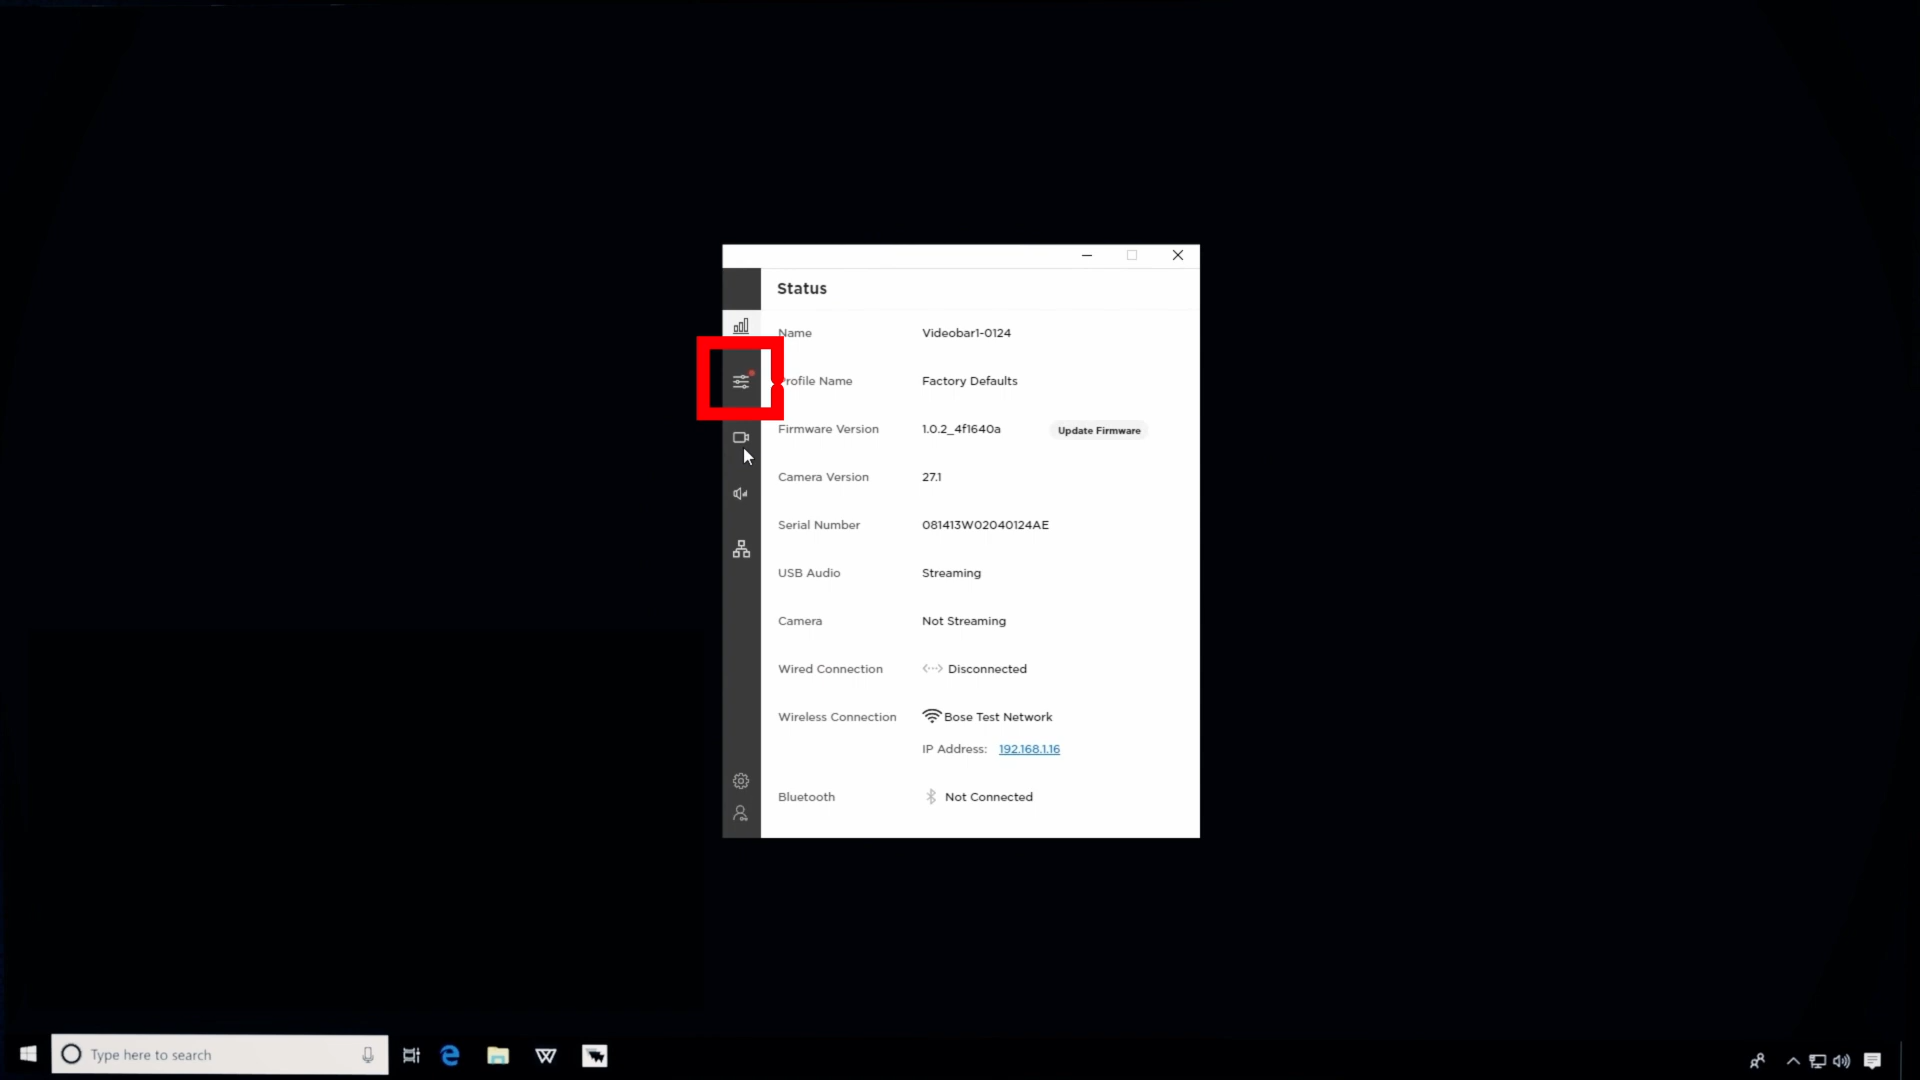 Status
Name Videobar1-0124
rofile Name Factory Defaults
Firmware Version 1.0.2_4f1640a Update Firmware
Camera Version 27.1
Serial Number 081413W02040124AE
USB Audio Streaming
Camera Not Streaming
Wired Connection Disconnected
Wireless Connection Bose Test Network
IP Address: 192.168.1.16
Bluetooth Not Connected
Type here to search